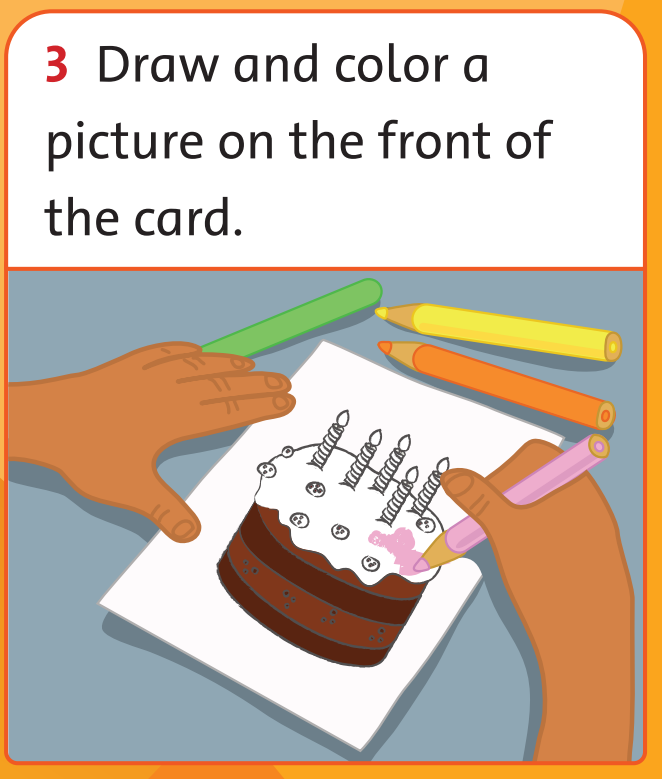 3 Draw and color a
picture on the front of
the card.